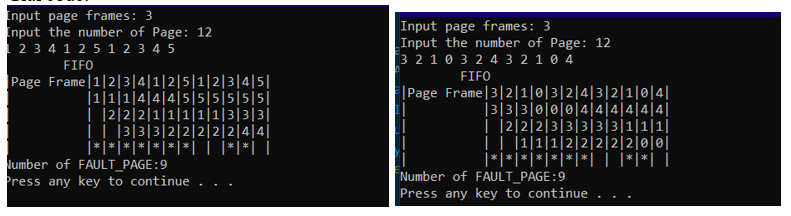 Input page frames: 3
Input the number of Page: 12
1 2 3 4 1 2 5 1 2 3 4 5
FIFO
|Page Frame|1|2|3|4|1|2|5|1|2|3|4|5|
|          |1|1|1|4|4|4|5|5|5|5|5|5|
|          | |2|2|2|1|1|1|1|1|3|3|3|
|          | | |3|3|3|2|2|2|2|2|4|4|
|          |*|*|*|*|*|*|*| | |*|*| |
Number of FAULT_PAGE:9
Press any key to continue . . .
Input page frames: 3
Input the number of Page: 12
3 2 1 0 3 2 4 3 2 1 0 4
FIFO
|Page Frame|3|2|1|0|3|2|4|3|2|1|0|4|
|          |3|3|3|0|0|0|4|4|4|4|4|4|
|          | |2|2|2|3|3|3|3|3|1|1|1|
|          | | |1|1|1|2|2|2|2|2|0|0|
|          |*|*|*|*|*|*|*| | |*|*| |
Number of FAULT_PAGE:9
Press any key to continue . . .